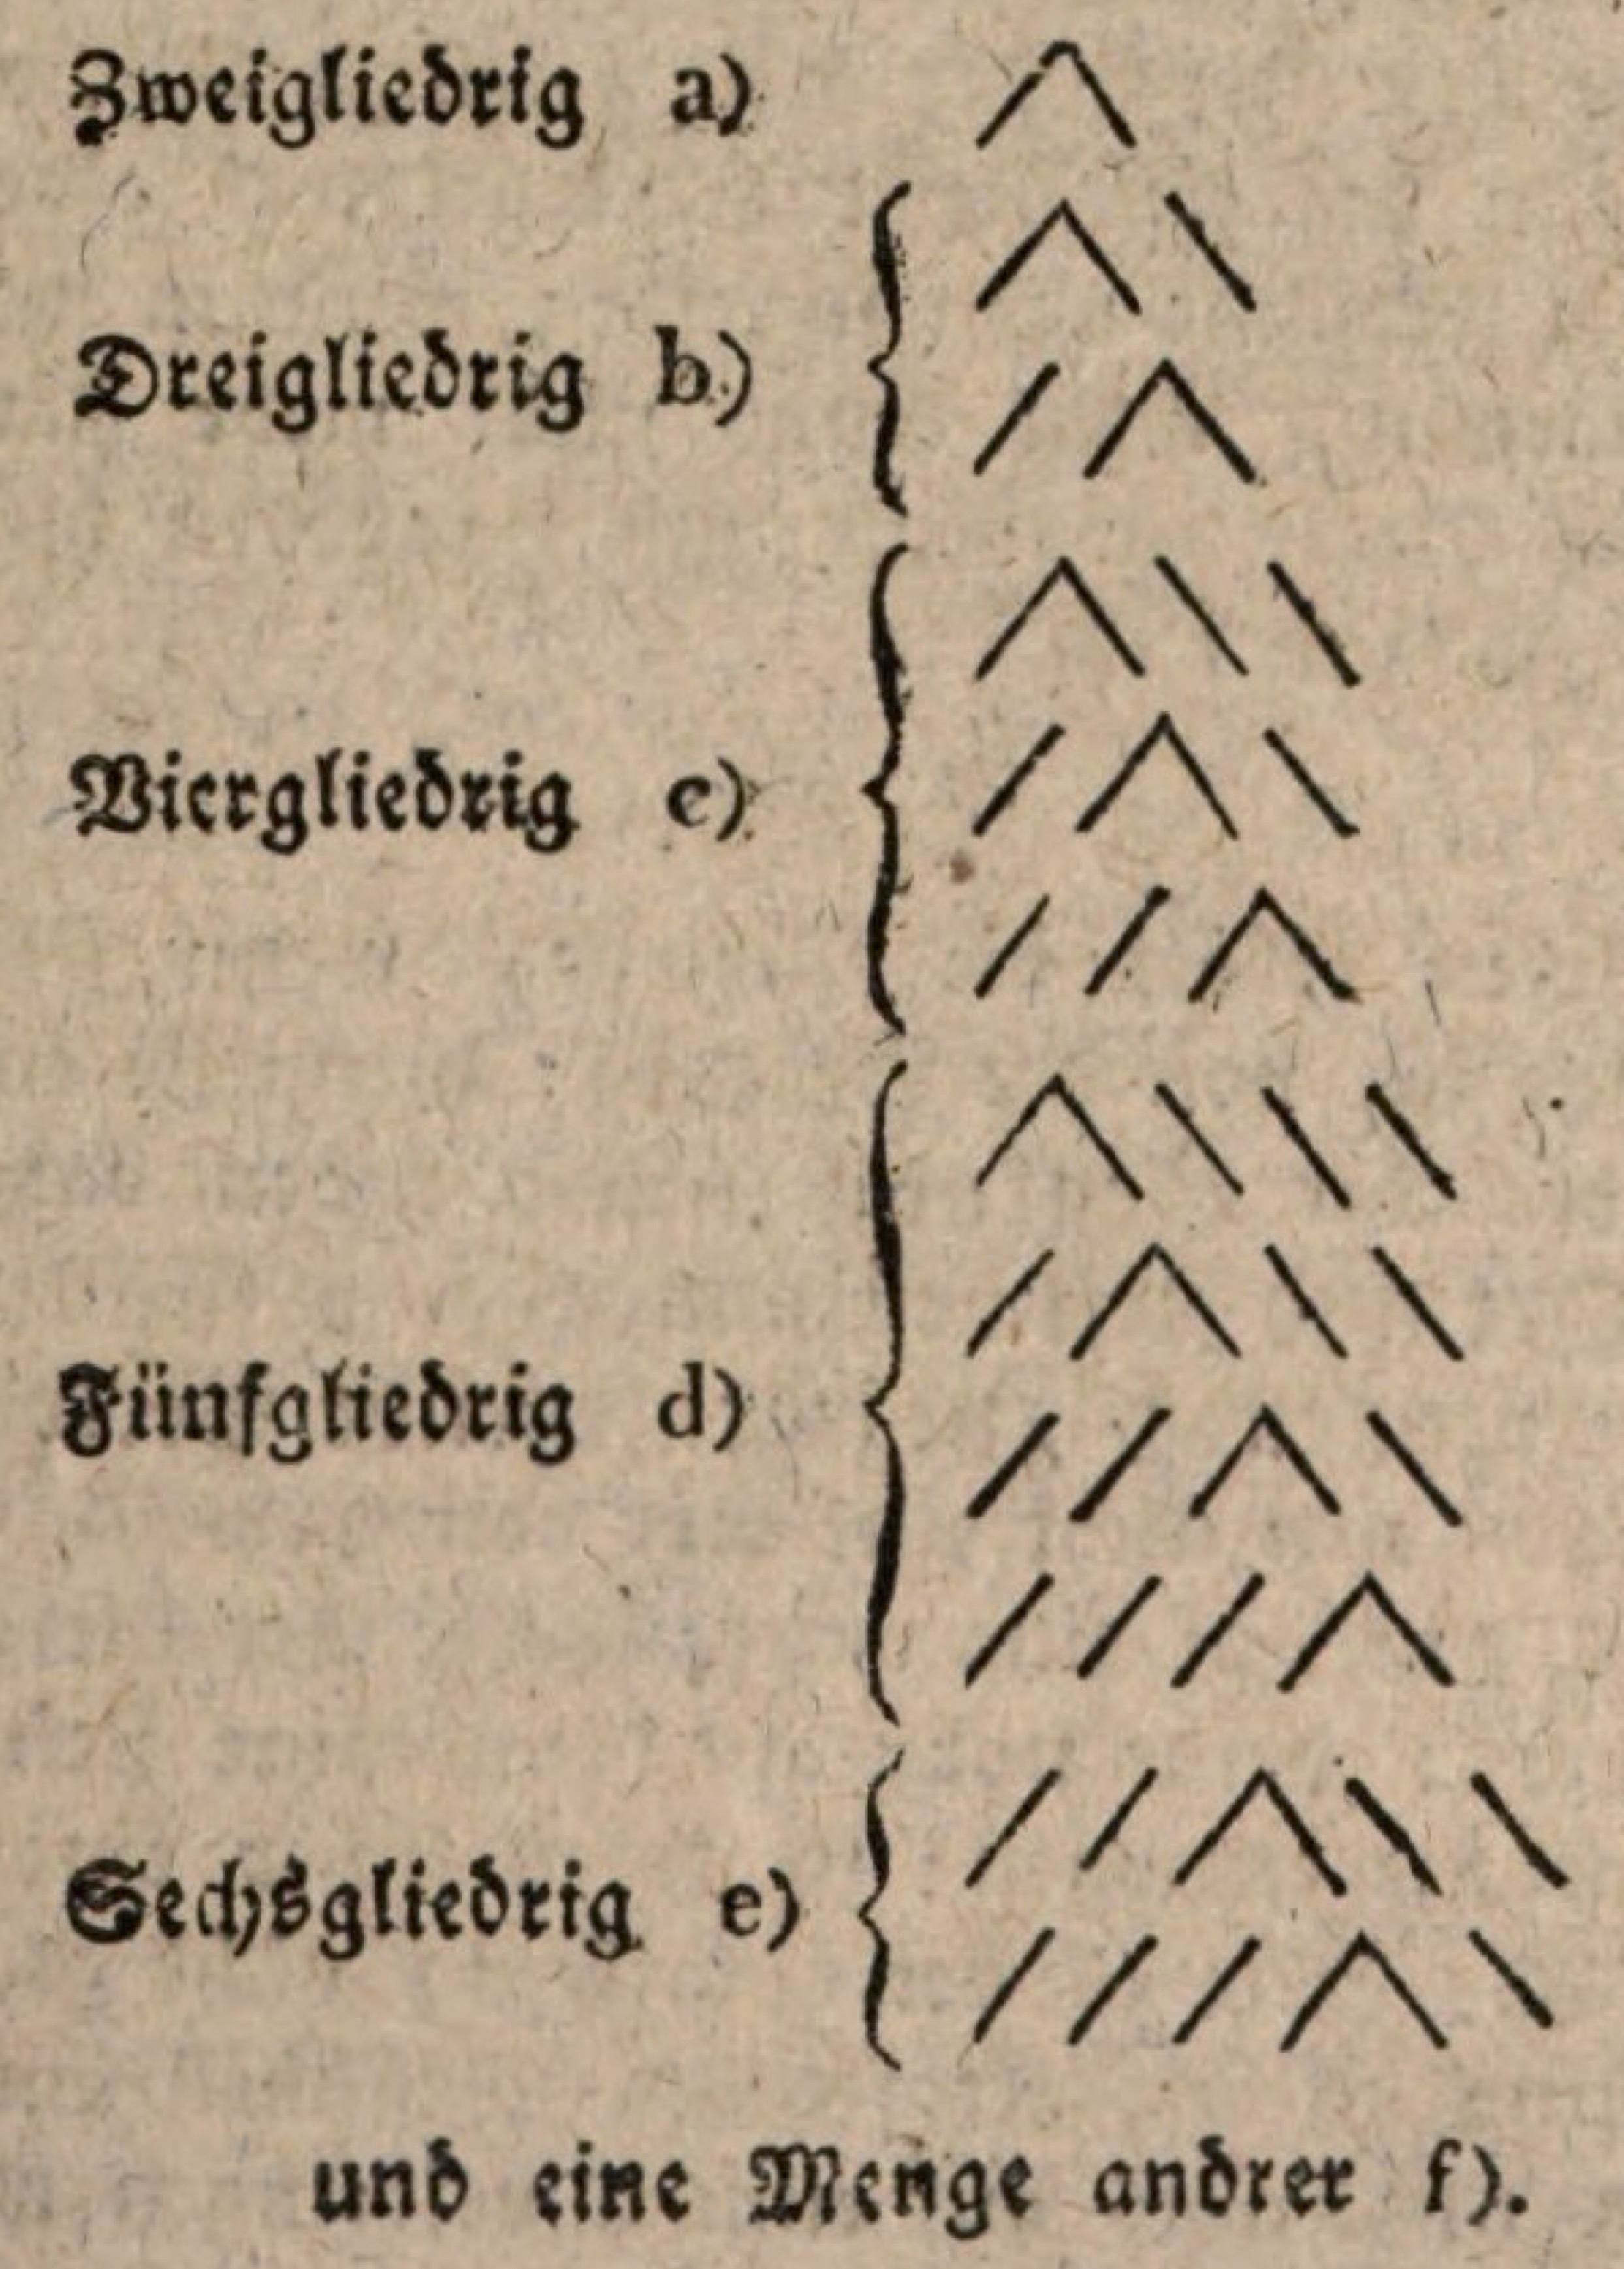 Zweigliedrig a)
Dreigliedrig b)
Viergliedrig c)
Fünfgliedrig d)
Sechsgliedrig e)
und eine Menge andrer f).